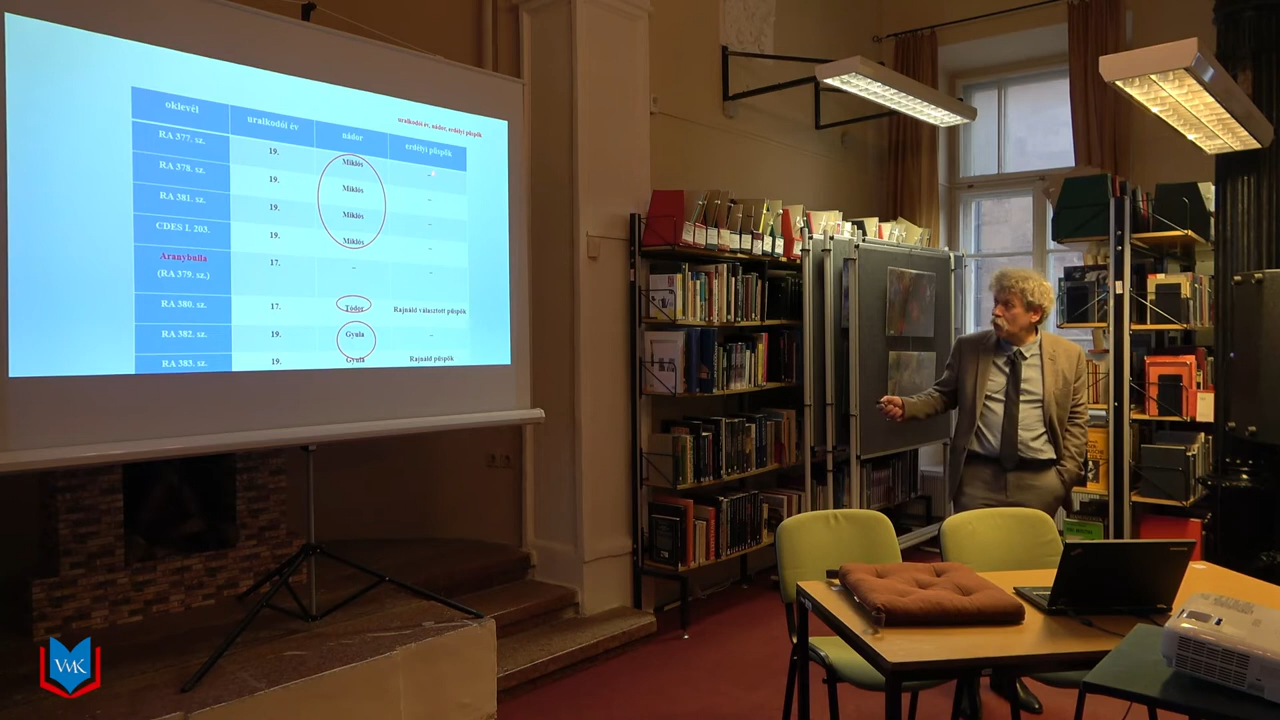 uralkodói év, nádor, erdélyi püspök
oklevél uralkodói év nádor erdélyi püspök
RA 377. sz. 19. Miklós –
RA 378. sz. 19. Miklós –
RA 381. sz. 19. Miklós –
CDES I. 203. 19. Miklós –
Aranybulla
(RA 379. sz.) 17. – –
RA 380. sz. 17. Tódor Rajnáld választott püspök
RA 382. sz. 19. Gyula –
RA 383. sz. 19. Gyula Rajnáld püspök
VMK